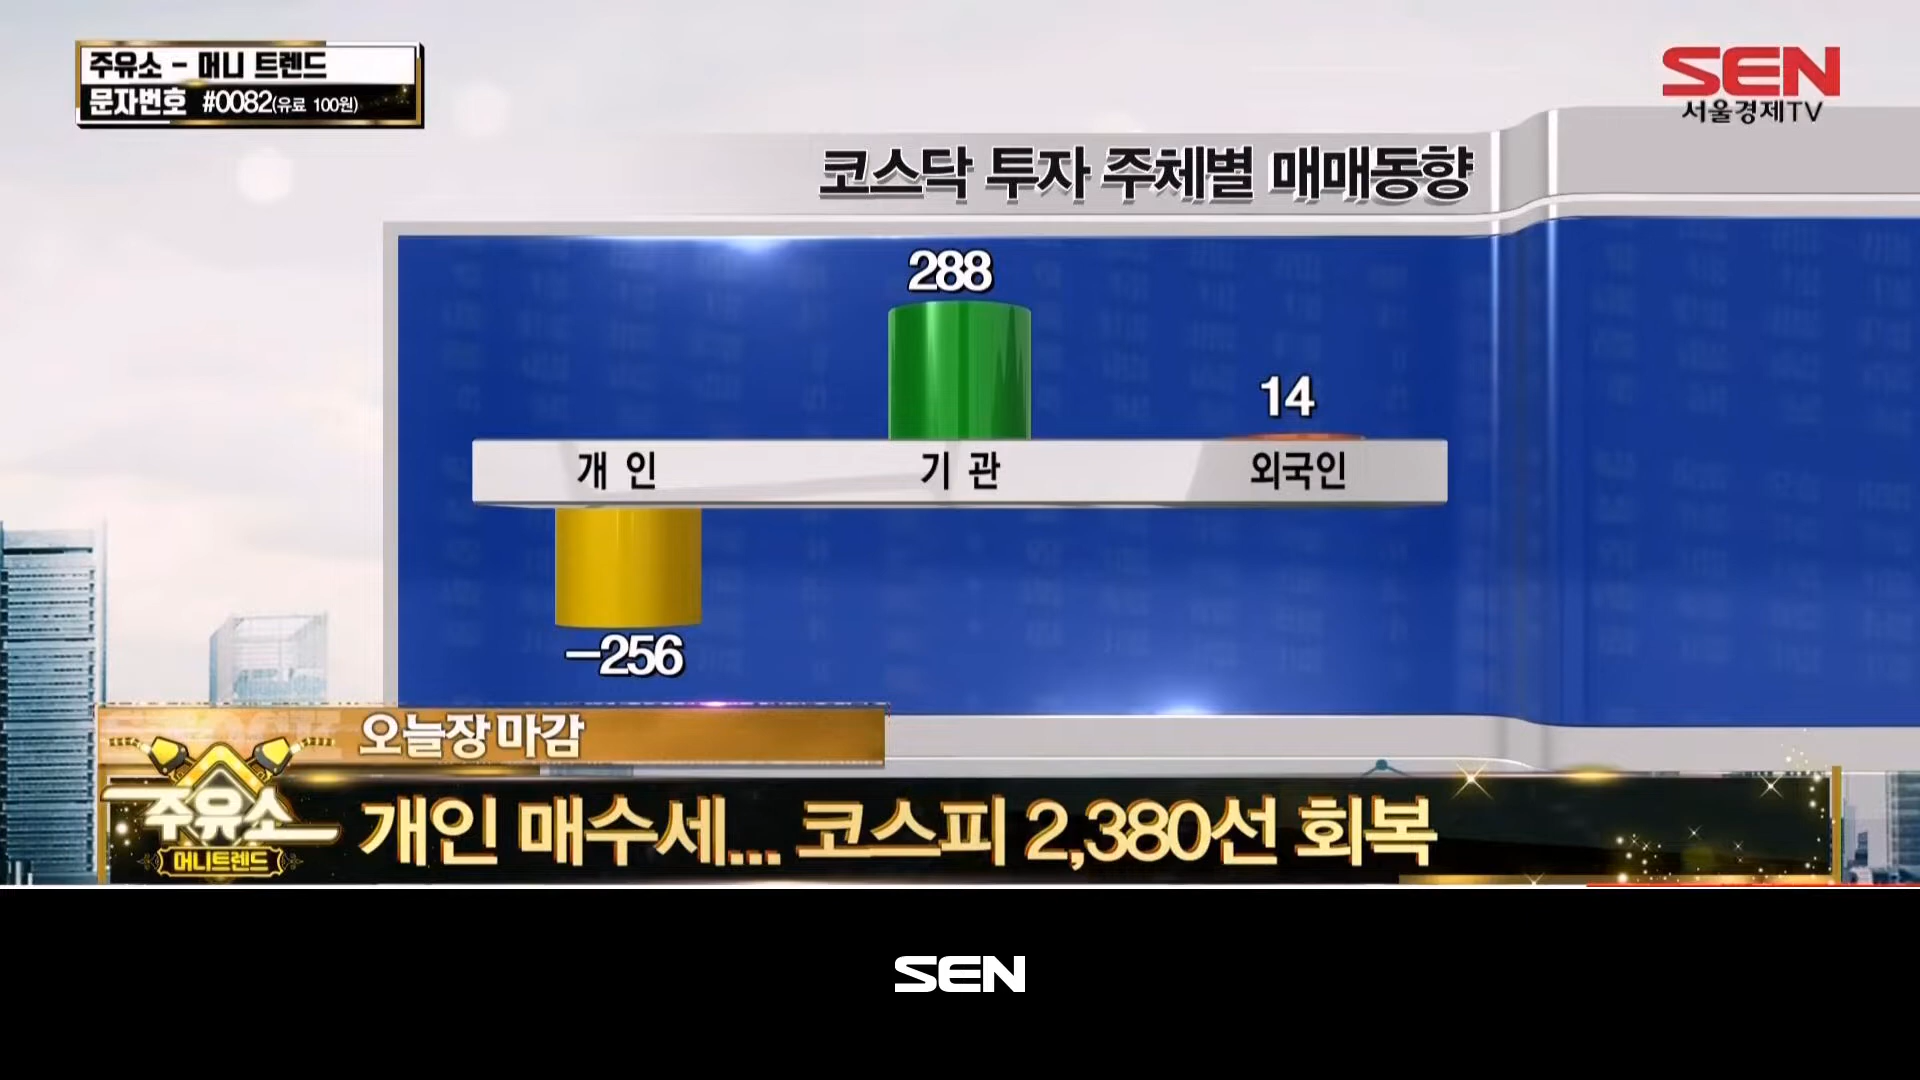 주유소 - 머니 트렌드
문자번호 #0082(유료 100원)
SEN
서울경제TV
코스닥 투자 주체별 매매동향
288
14
개 인
기 관
외국인
-256
오늘장 마감
주유소
머니트렌드
개인 매수세... 코스피 2,380선 회복
SEN